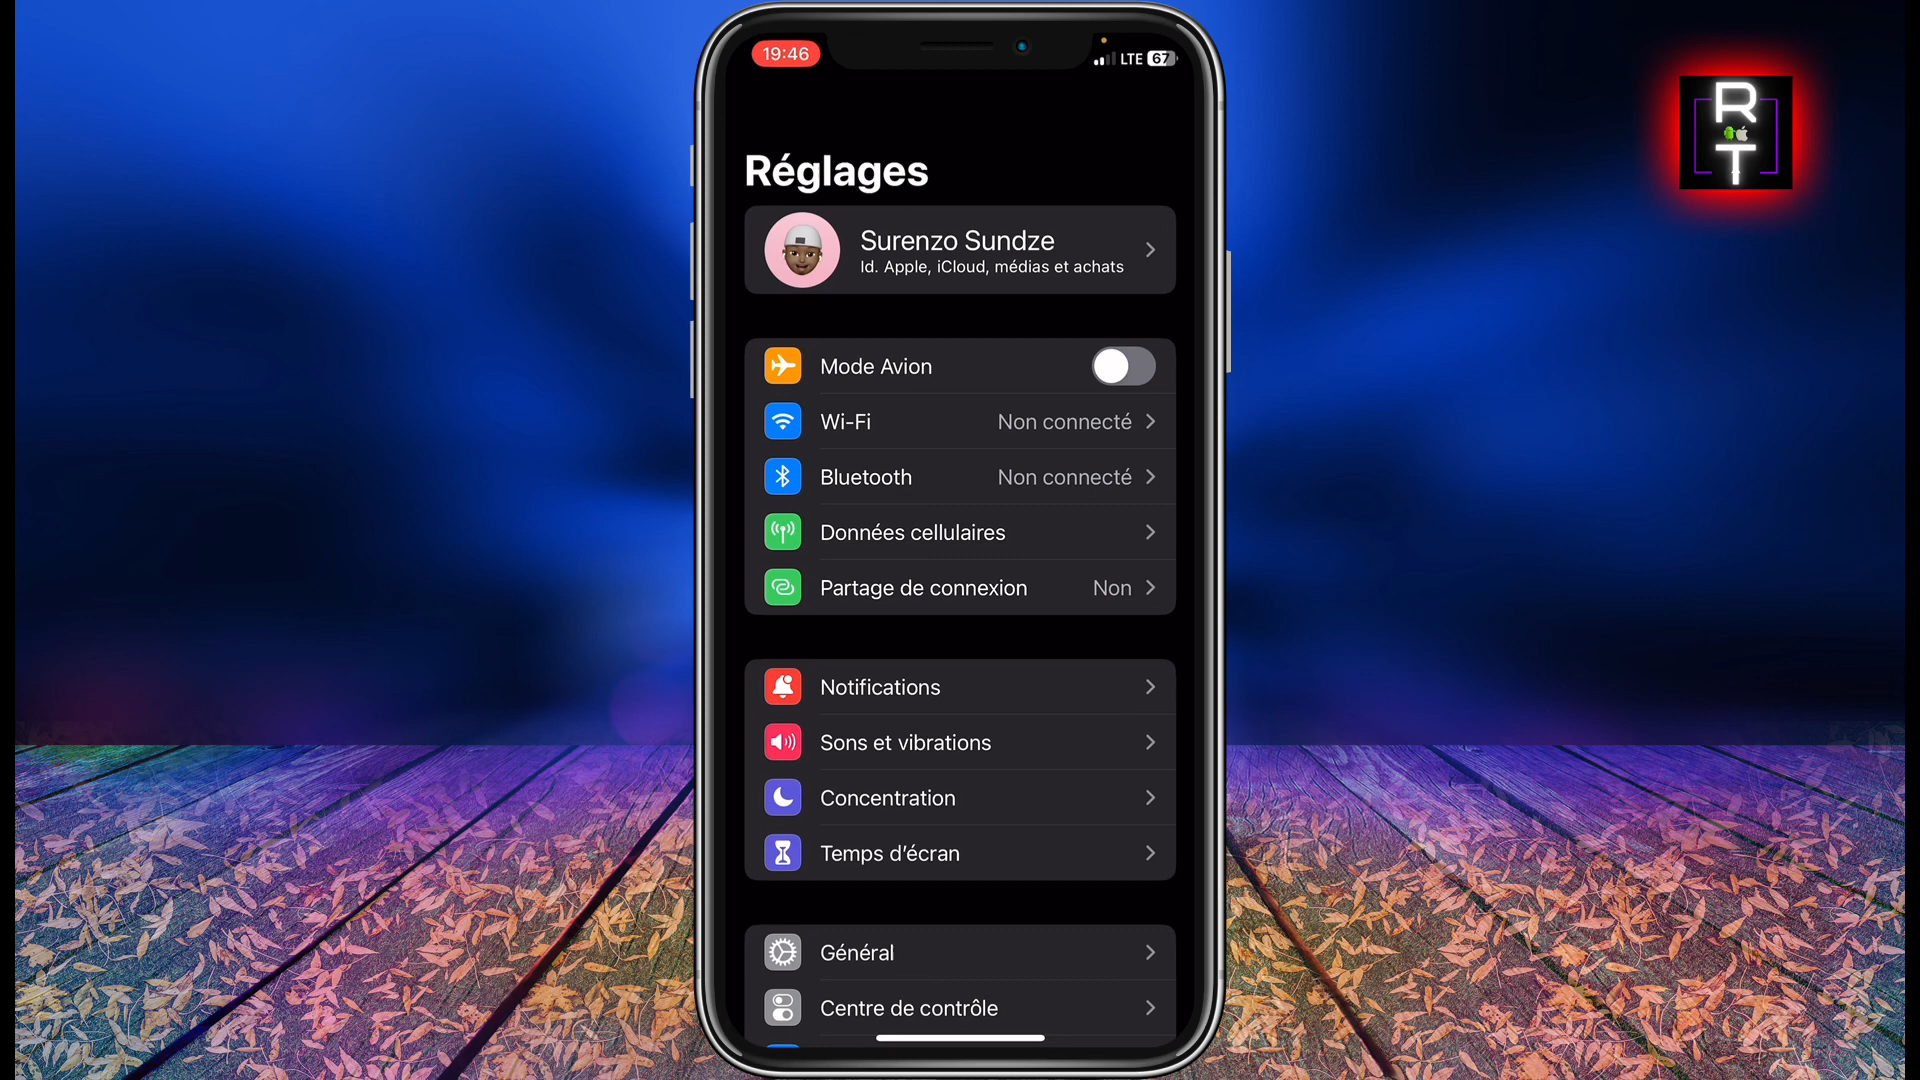 19:46
LTE 67
R
T
Réglages
Surenzo Sundze
Id. Apple, iCloud, médias et achats
Mode Avion
Wi-Fi Non connecté
Bluetooth Non connecté
Données cellulaires
Partage de connexion Non
Notifications
Sons et vibrations
Concentration
Temps d’écran
Général
Centre de contrôle